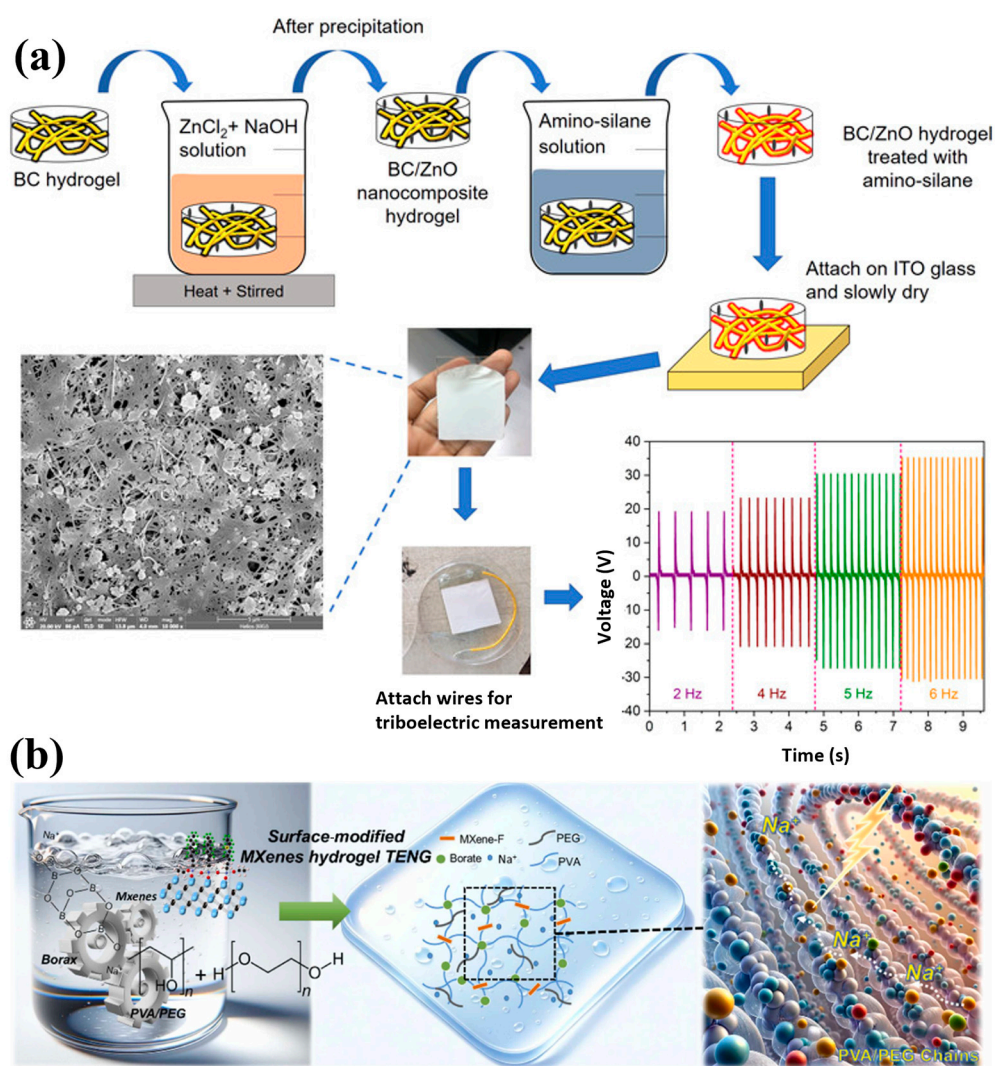 (a)
After precipitation
BC hydrogel
ZnCl2+ NaOH
solution
Heat + Stirred
BC/ZnO
nanocomposite
hydrogel
Amino-silane
solution
BC/ZnO hydrogel
treated with
amino-silane
Attach on ITO glass
and slowly dry
Attach wires for
triboelectric measurement
Voltage (V)
40
30
20
10
0
10
-20
-30
-40
2 Hz
4 Hz
5 Hz
6 Hz
0 1 2 3 4 5 6 7 8 9
Time (s)
(b)
Na+
B
O
Mxenes
Borax
Na+
HO
n
+
H
O
O
H
n
PVA/PEG
Surface-modified
MXenes hydrogel TENG
MXene-F
PEG
Borate
Na+
PVA
Na+
Na+
Na+
PVA/PEG Chains